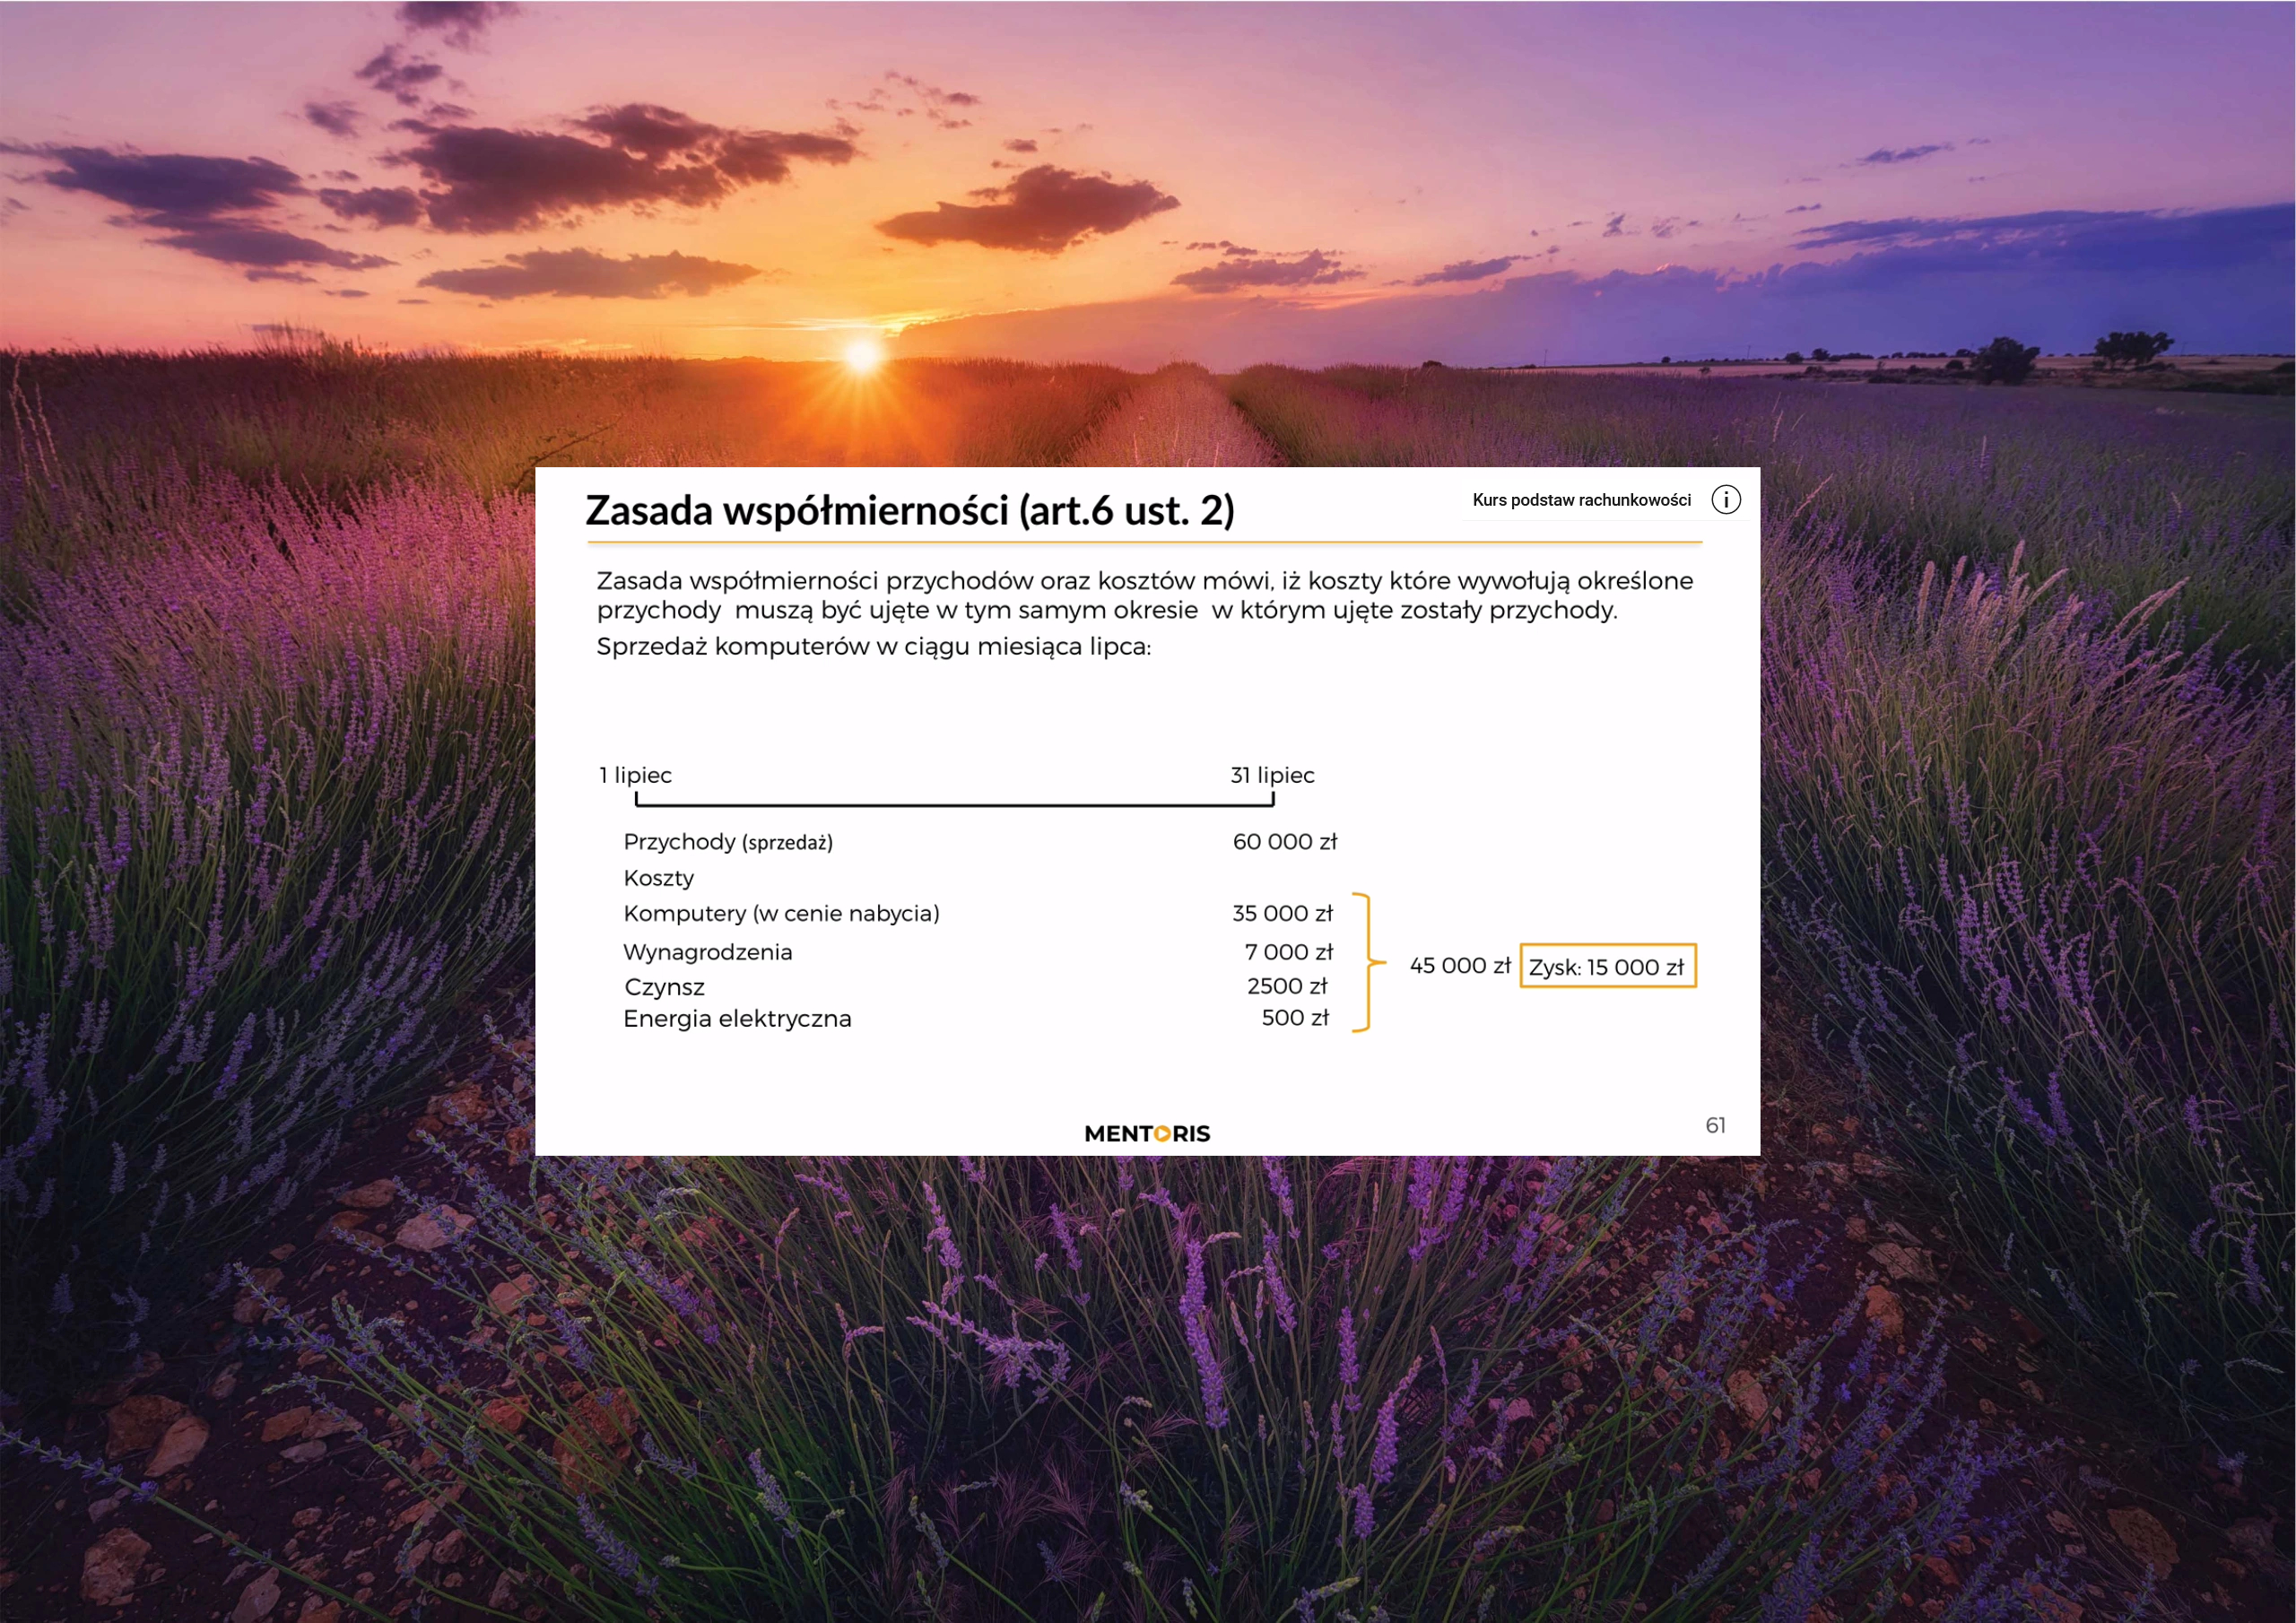 Zasada współmierności (art.6 ust. 2)
Kurs podstaw rachunkowości
Zasada współmierności przychodów oraz kosztów mówi, iż koszty które wywołują określone
przychody muszą być ujęte w tym samym okresie w którym ujęte zostały przychody.
Sprzedaż komputerów w ciągu miesiąca lipca:
1 lipiec 31 lipiec
Przychody (sprzedaż) 60 000 zł
Koszty
Komputery (w cenie nabycia) 35 000 zł
Wynagrodzenia 7 000 zł
45 000 zł Zysk: 15 000 zł
Czynsz 2500 zł
Energia elektryczna 500 zł
MENTORIS
61